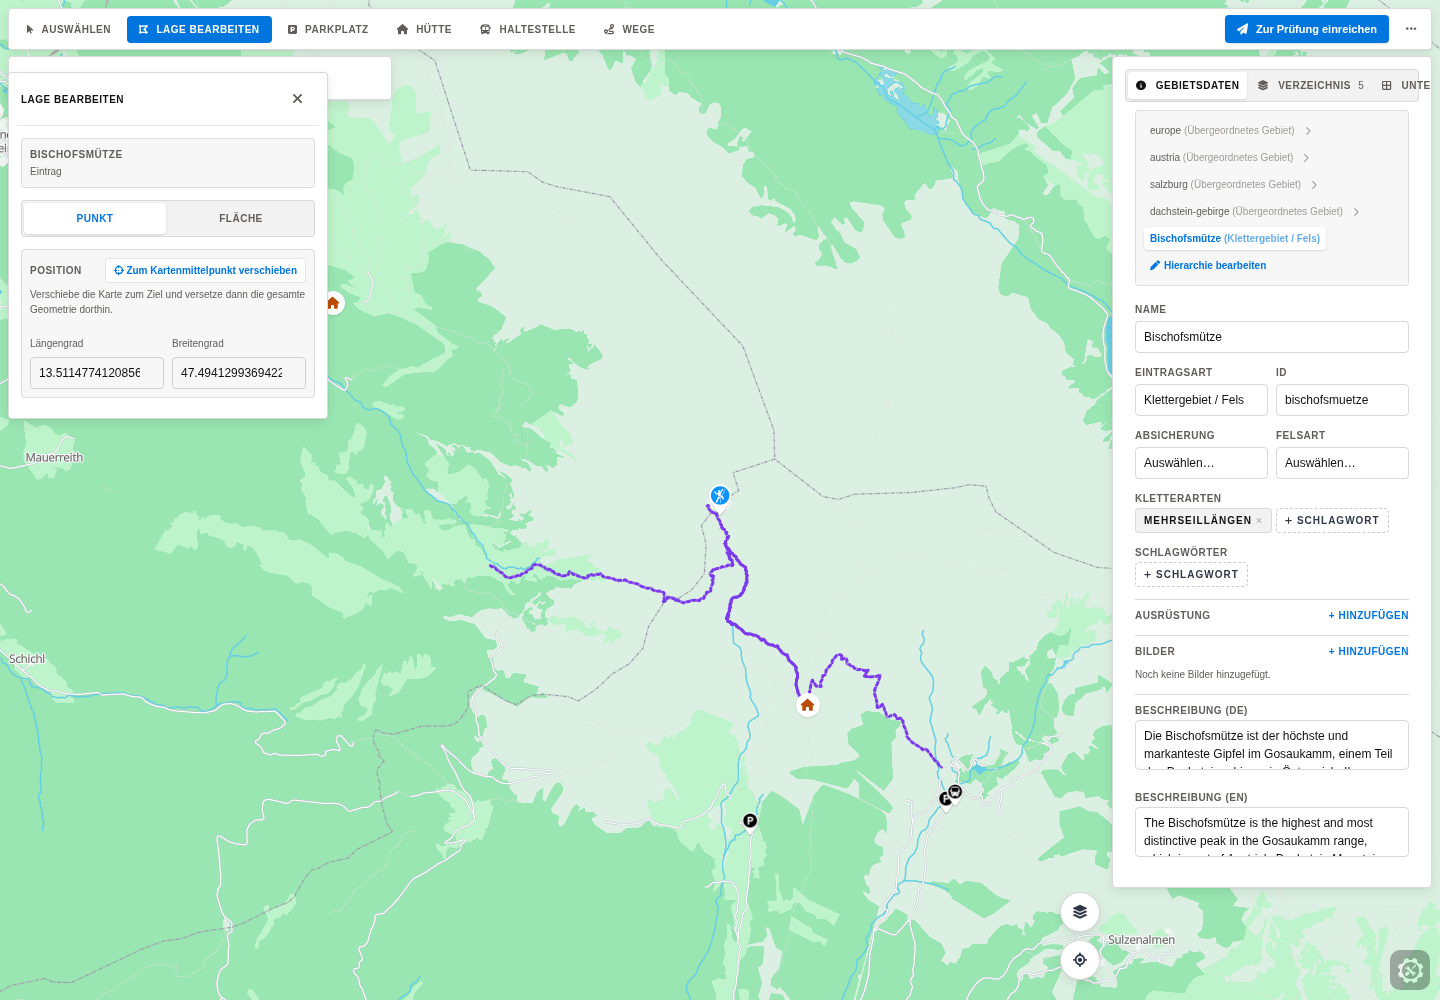 AUSWÄHLEN
LAGE BEARBEITEN
PARKPLATZ
HÜTTE
HALTESTELLE
WEGE
Zur Prüfung einreichen
LAGE BEARBEITEN
BISCHOFSMÜTZE
Eintrag
PUNKT
FLÄCHE
POSITION
Zum Kartenmittelpunkt verschieben
Verschiebe die Karte zum Ziel und versetze dann die gesamte
Geometrie dorthin.
Längengrad
Breitengrad
13.5114774120856
47.4941299369422
Mauerreith
Schichl
Sulzenalmen
P
P
GEBIETSDATEN
VERZEICHNIS 5
UNTE
europe (Übergeordnetes Gebiet)
austria (Übergeordnetes Gebiet)
salzburg (Übergeordnetes Gebiet)
dachstein-gebirge (Übergeordnetes Gebiet)
Bischofsmütze (Klettergebiet / Fels)
Hierarchie bearbeiten
NAME
Bischofsmütze
EINTRAGSART
ID
Klettergebiet / Fels
bischofsmuetze
ABSICHERUNG
FELSART
Auswählen…
Auswählen…
KLETTERARTEN
MEHRSEILLÄNGEN ×
+ SCHLAGWORT
SCHLAGWÖRTER
+ SCHLAGWORT
AUSRÜSTUNG
+ HINZUFÜGEN
BILDER
+ HINZUFÜGEN
Noch keine Bilder hinzugefügt.
BESCHREIBUNG (DE)
Die Bischofsmütze ist der höchste und
markanteste Gipfel im Gosaukamm, einem Teil
BESCHREIBUNG (EN)
The Bischofsmütze is the highest and most
distinctive peak in the Gosaukamm range,